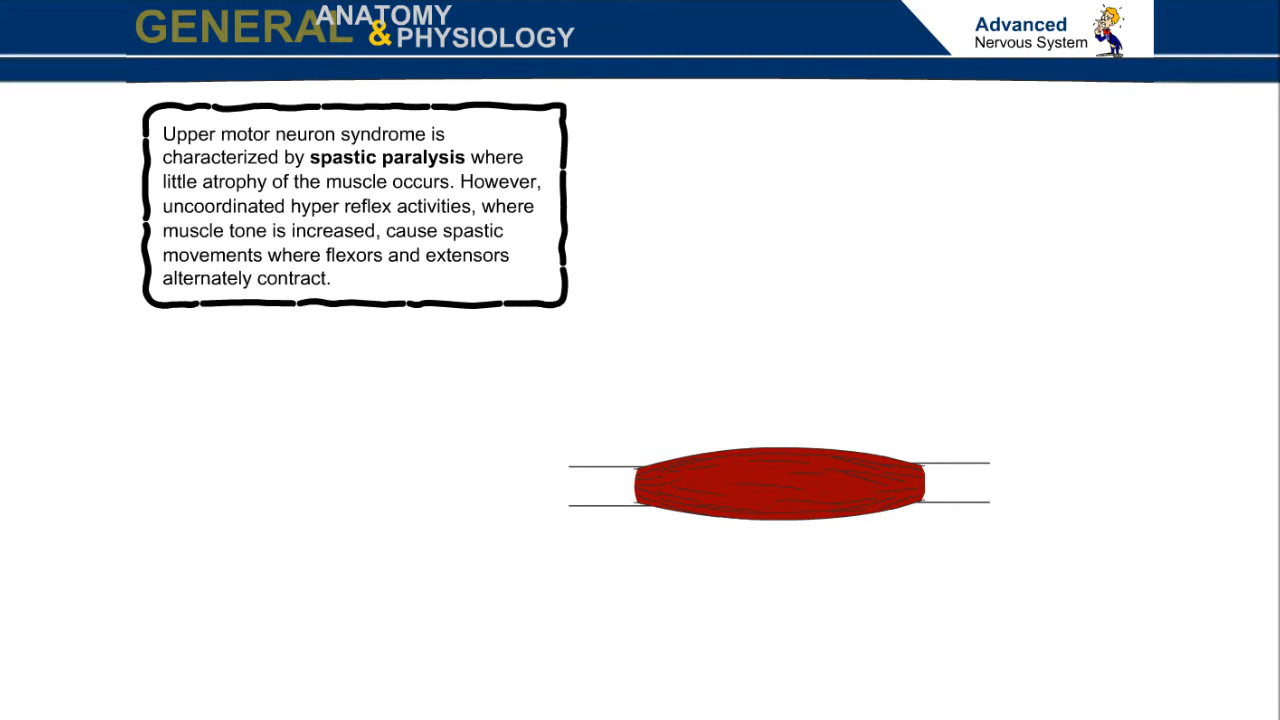 GENERAL ANATOMY
& PHYSIOLOGY
Advanced
Nervous System
Upper motor neuron syndrome is
characterized by spastic paralysis where
little atrophy of the muscle occurs. However,
uncoordinated hyper reflex activities, where
muscle tone is increased, cause spastic
movements where flexors and extensors
alternately contract.